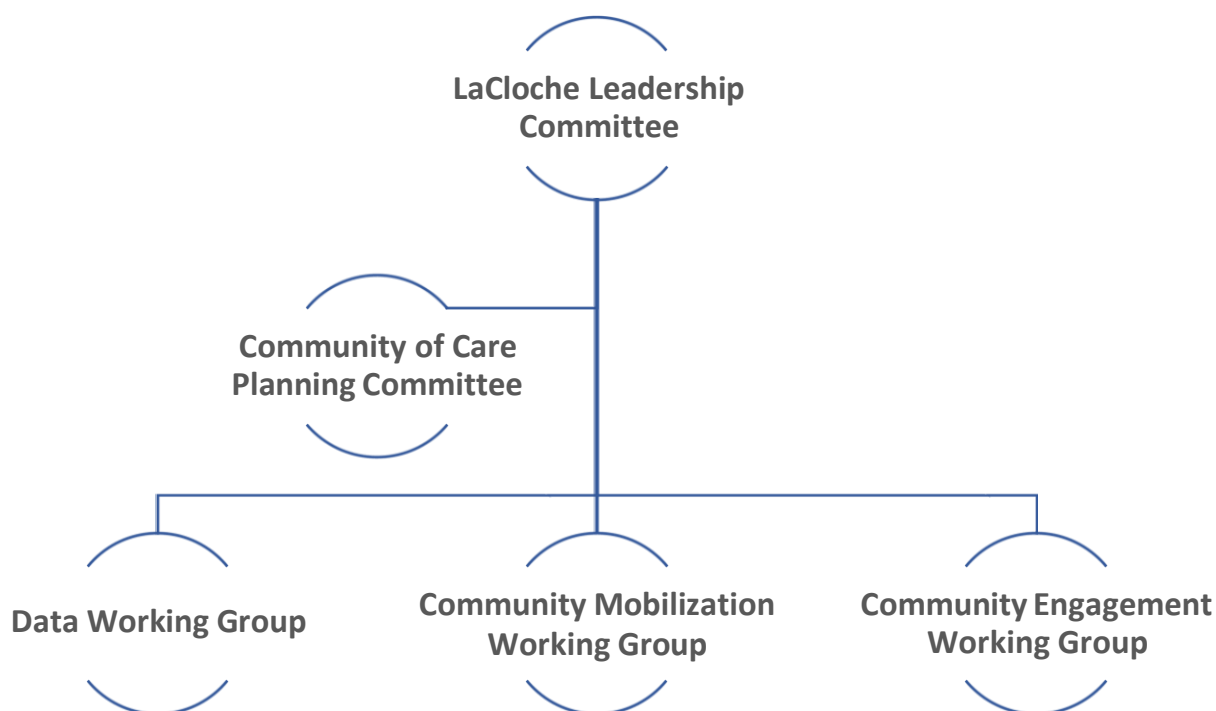 LaCloche Leadership
Committee
Community of Care
Planning Committee
Data Working Group
Community Mobilization
Working Group
Community Engagement
Working Group